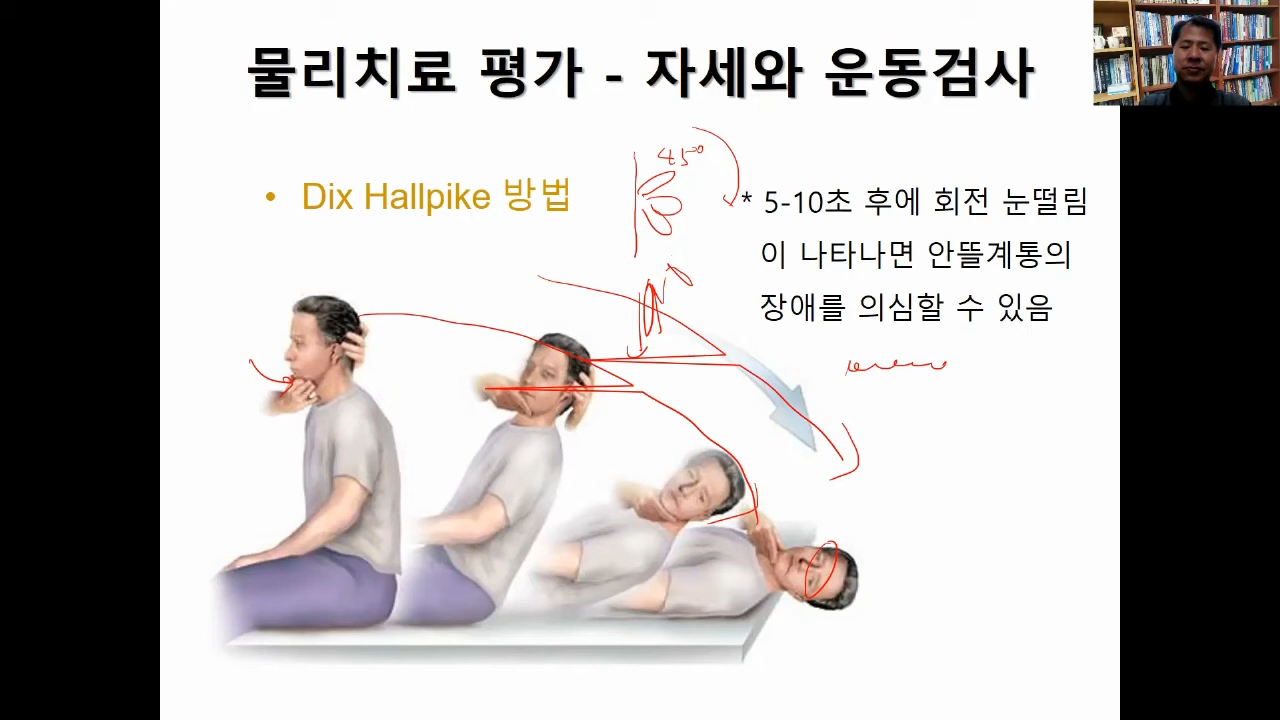 물리치료 평가 - 자세와 운동검사
• Dix Hallpike 방법
45°
* 5-10초 후에 회전 눈떨림
이 나타나면 안뜰계통의
장애를 의심할 수 있음